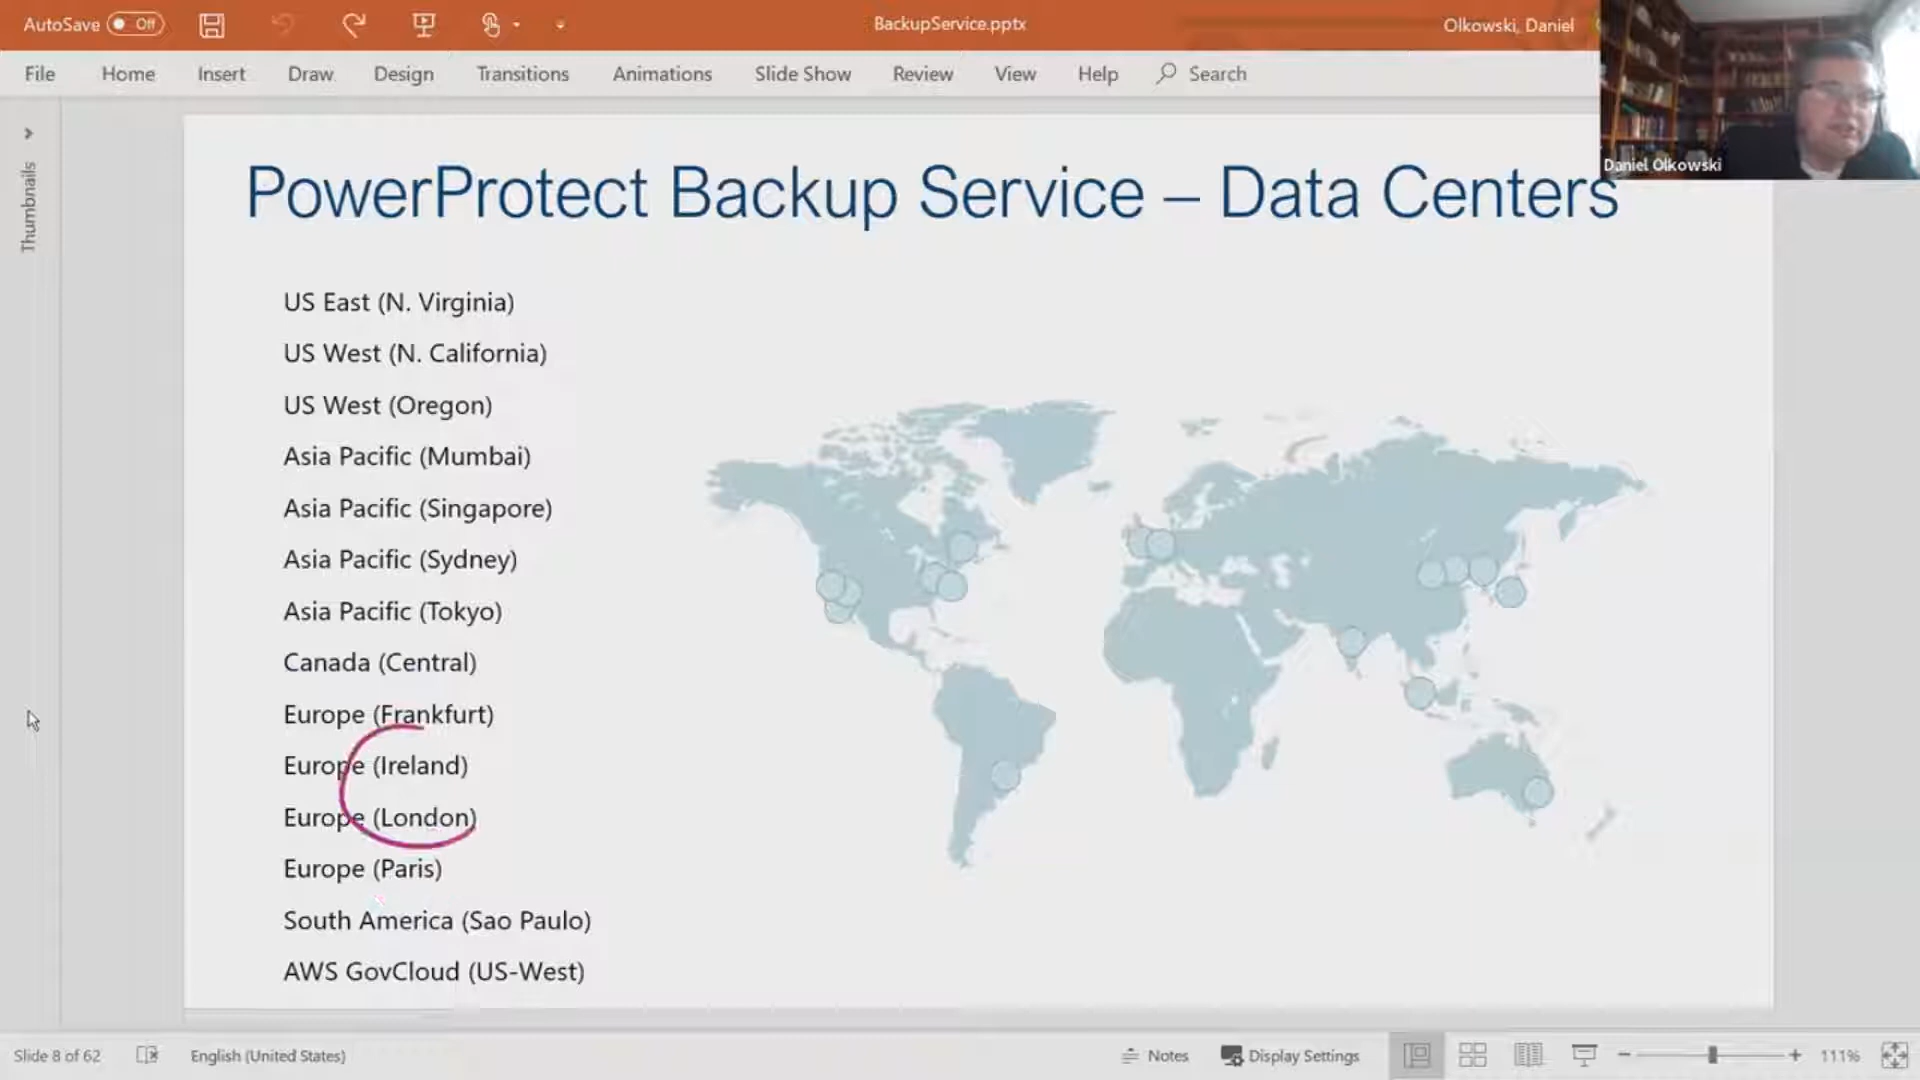 AutoSave Off
BackupService.pptx
Olkowski, Daniel
File Home Insert Draw Design Transitions Animations Slide Show Review View Help Search
Daniel Olkowski
Thumbnails
PowerProtect Backup Service – Data Centers
US East (N. Virginia)
US West (N. California)
US West (Oregon)
Asia Pacific (Mumbai)
Asia Pacific (Singapore)
Asia Pacific (Sydney)
Asia Pacific (Tokyo)
Canada (Central)
Europe (Frankfurt)
Europe (Ireland)
Europe (London)
Europe (Paris)
South America (Sao Paulo)
AWS GovCloud (US-West)
Slide 8 of 62 English (United States) Notes Display Settings 111%